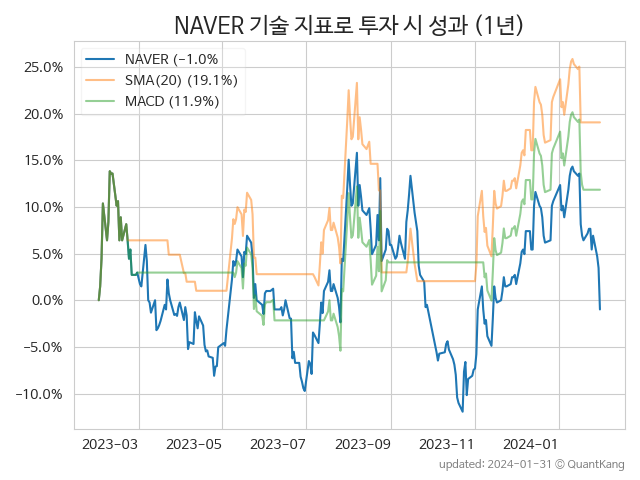 NAVER 기술 지표로 투자 시 성과 (1년)
NAVER (-1.0%
SMA(20) (19.1%)
MACD (11.9%)
25.0%
20.0%
15.0%
10.0%
5.0%
0.0%
-5.0%
-10.0%
2023-03 2023-05 2023-07 2023-09 2023-11 2024-01
updated: 2024-01-31 © QuantKang